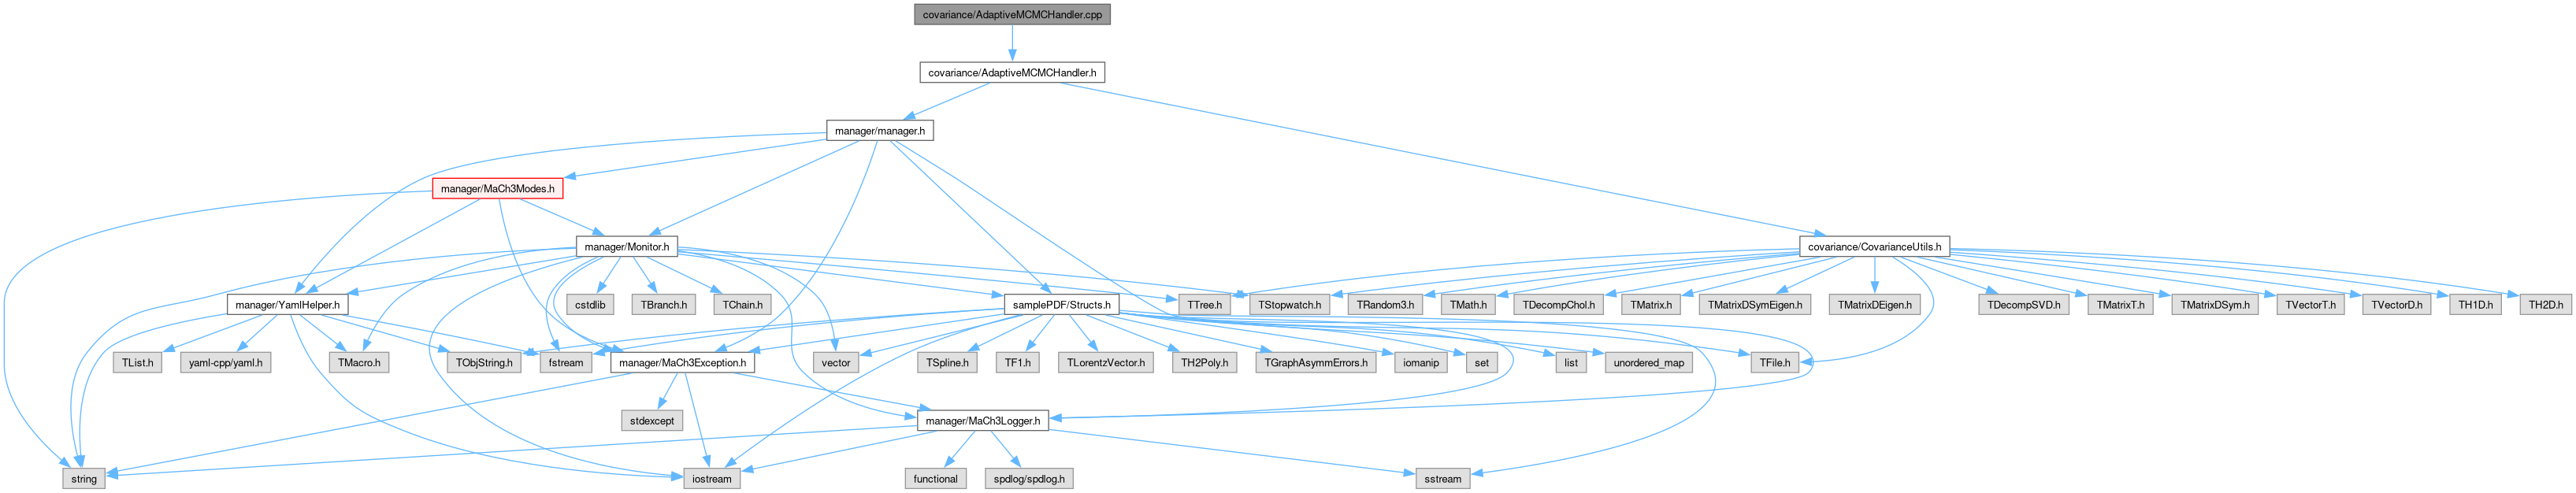 covariance/AdaptiveMCMCHandler.cpp
covariance/AdaptiveMCMCHandler.h
manager/manager.h
manager/MaCh3Modes.h
manager/Monitor.h
covariance/CovarianceUtils.h
manager/YamlHelper.h
cstdlib
TBranch.h
TChain.h
samplePDF/Structs.h
TTree.h
TStopwatch.h
TRandom3.h
TMath.h
TDecompChol.h
TMatrix.h
TMatrixDSymEigen.h
TMatrixDEigen.h
TDecompSVD.h
TMatrixT.h
TMatrixDSym.h
TVectorT.h
TVectorD.h
TH1D.h
TH2D.h
TList.h
yaml-cpp/yaml.h
TMacro.h
TObjString.h
fstream
manager/MaCh3Exception.h
vector
TSpline.h
TF1.h
TLorentzVector.h
TH2Poly.h
TGraphAsymmErrors.h
iomanip
set
list
unordered_map
TFile.h
stdexcept
manager/MaCh3Logger.h
string
iostream
functional
spdlog/spdlog.h
sstream